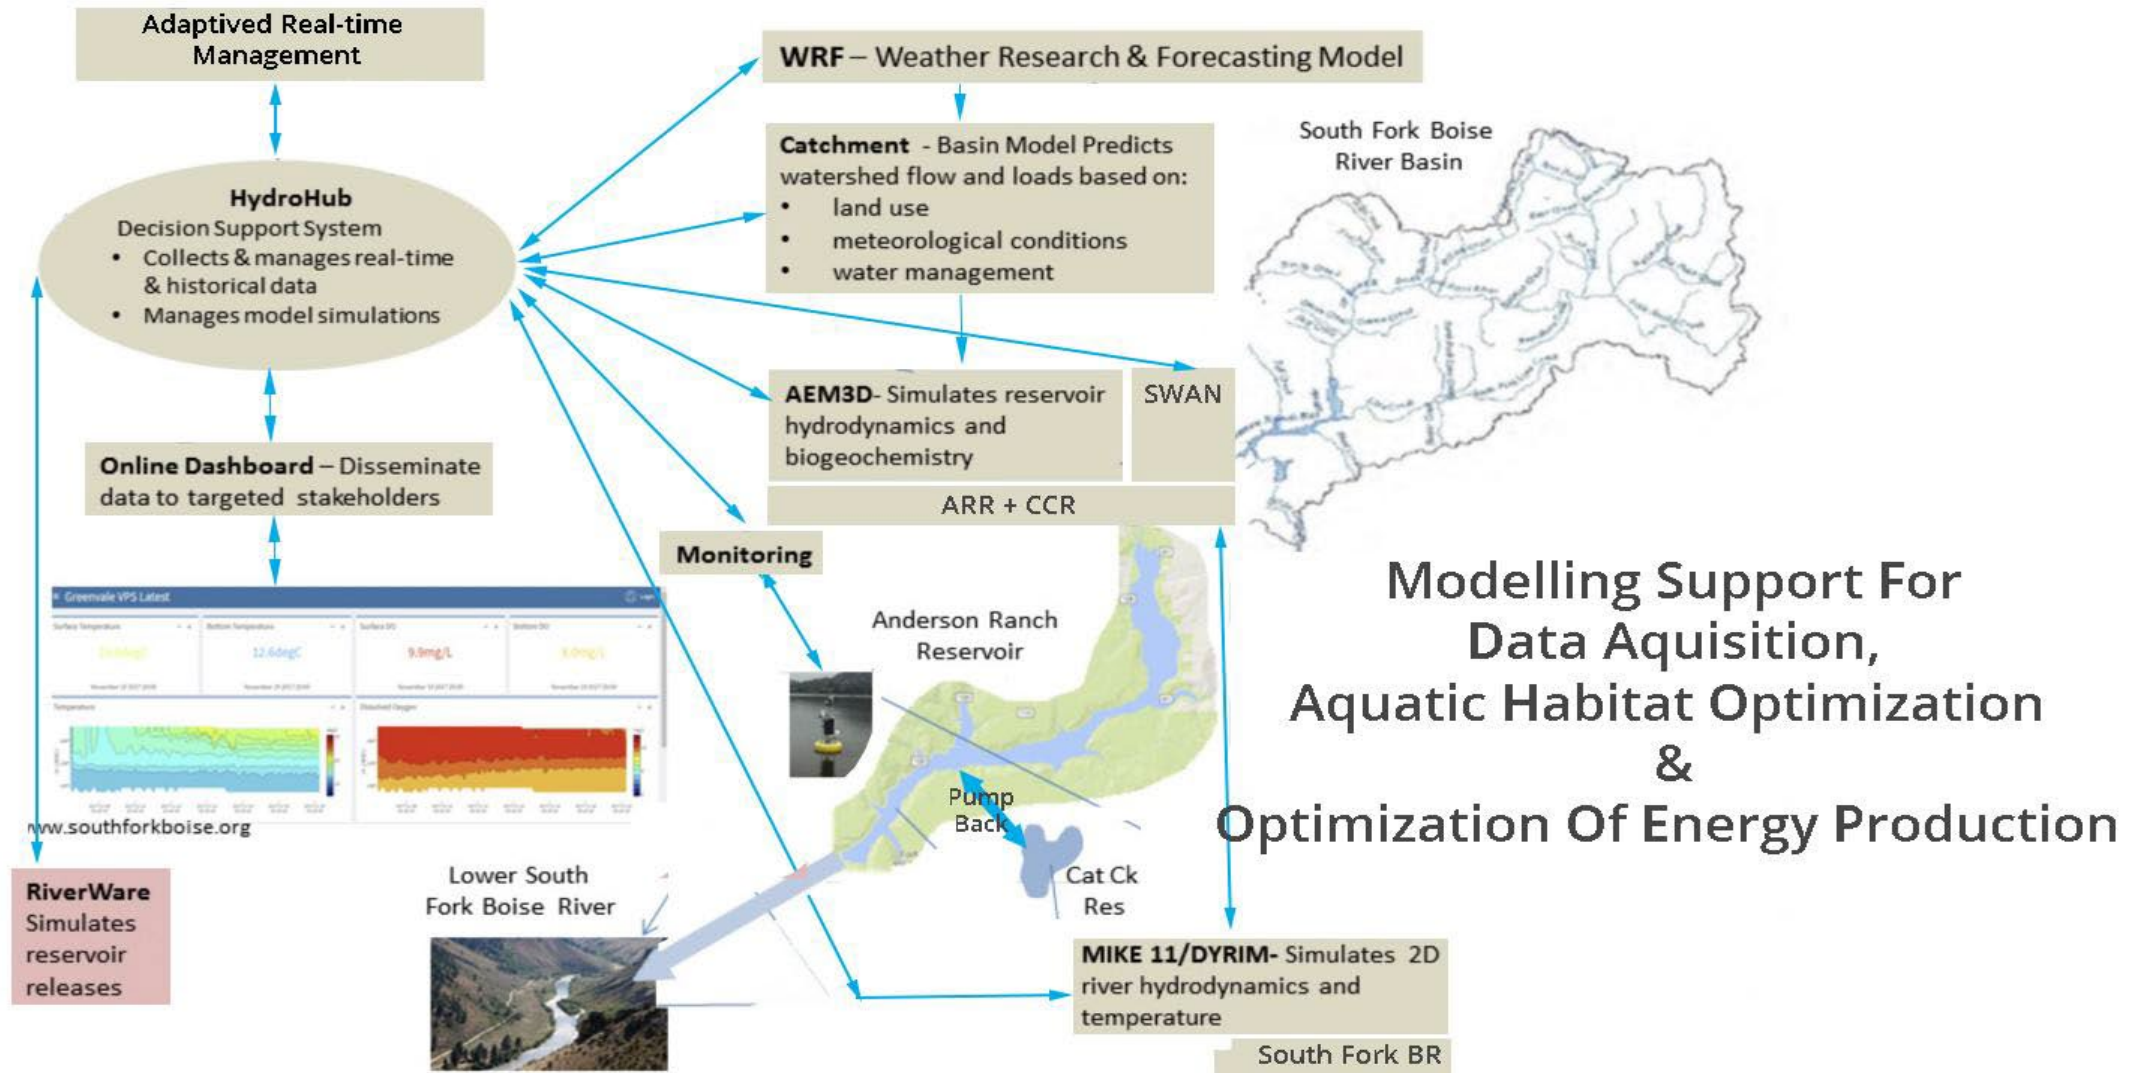 Adaptived Real-time
Management
WRF – Weather Research & Forecasting Model
HydroHub
Decision Support System
• Collects & manages real-time
& historical data
• Manages model simulations
Catchment - Basin Model Predicts
watershed flow and loads based on:
• land use
• meteorological conditions
• water management
South Fork Boise
River Basin
AEM3D- Simulates reservoir
hydrodynamics and
biogeochemistry
SWAN
ARR + CCR
Online Dashboard – Disseminate
data to targeted stakeholders
Monitoring
Greenvale VPS Latest
Surface Temperature
Bottom Temperature
Surface DO
Bottom DO
12.6degC
9.9mg/L
Temperature
Dissolved Oxygen
www.southforkboise.org
Anderson Ranch
Reservoir
Pump
Back
Cat Ck
Res
Modelling Support For
Data Aquisition,
Aquatic Habitat Optimization
&
Optimization Of Energy Production
RiverWare
Simulates
reservoir
releases
Lower South
Fork Boise River
MIKE 11/DYRIM- Simulates 2D
river hydrodynamics and
temperature
South Fork BR